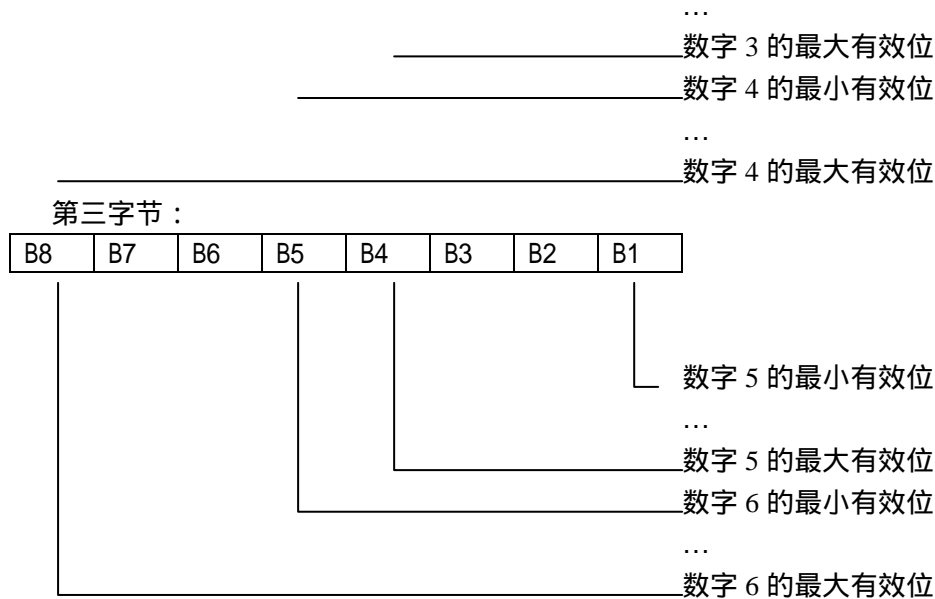 …
数字 3 的最大有效位
数字 4 的最小有效位
…
数字 4 的最大有效位
第三字节：
B8 B7 B6 B5 B4 B3 B2 B1
数字 5 的最小有效位
…
数字 5 的最大有效位
数字 6 的最小有效位
…
数字 6 的最大有效位